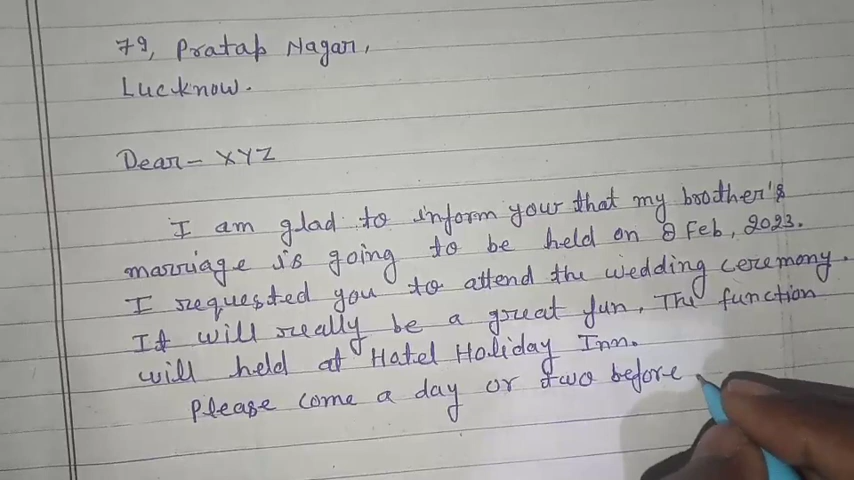 79, Pratap Nagar,
Lucknow.
Dear- XYZ
I am glad to inform your that my brother's
marriage is going to be held on 8 Feb, 2023.
I requested you to attend the wedding ceremony.
It will really be a great fun. The function
will held at Hotel Holiday Inn.
Please come a day or two before